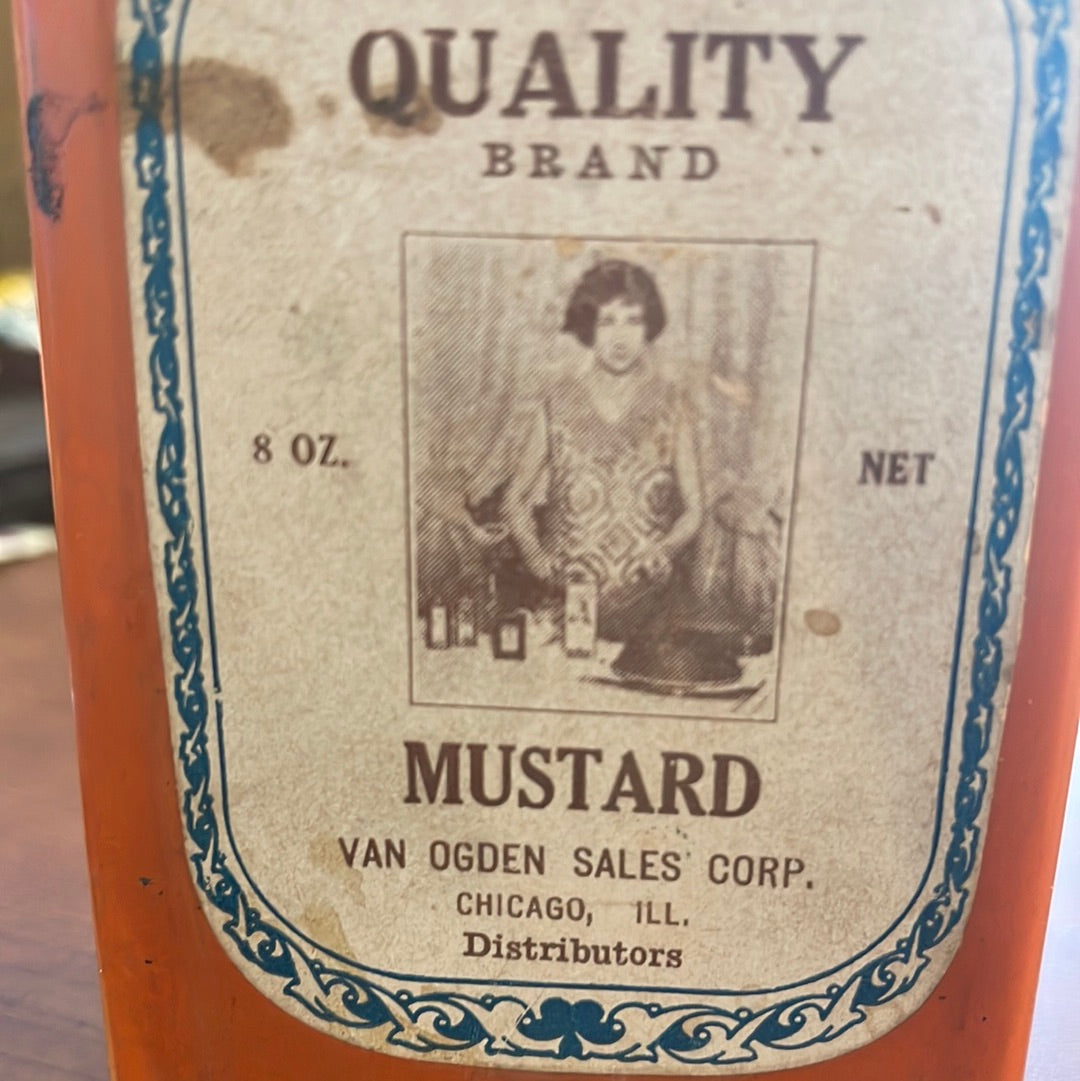 QUALITY
BRAND
8 OZ. NET
MUSTARD
VAN OGDEN SALES CORP.
CHICAGO, ILL.
Distributors